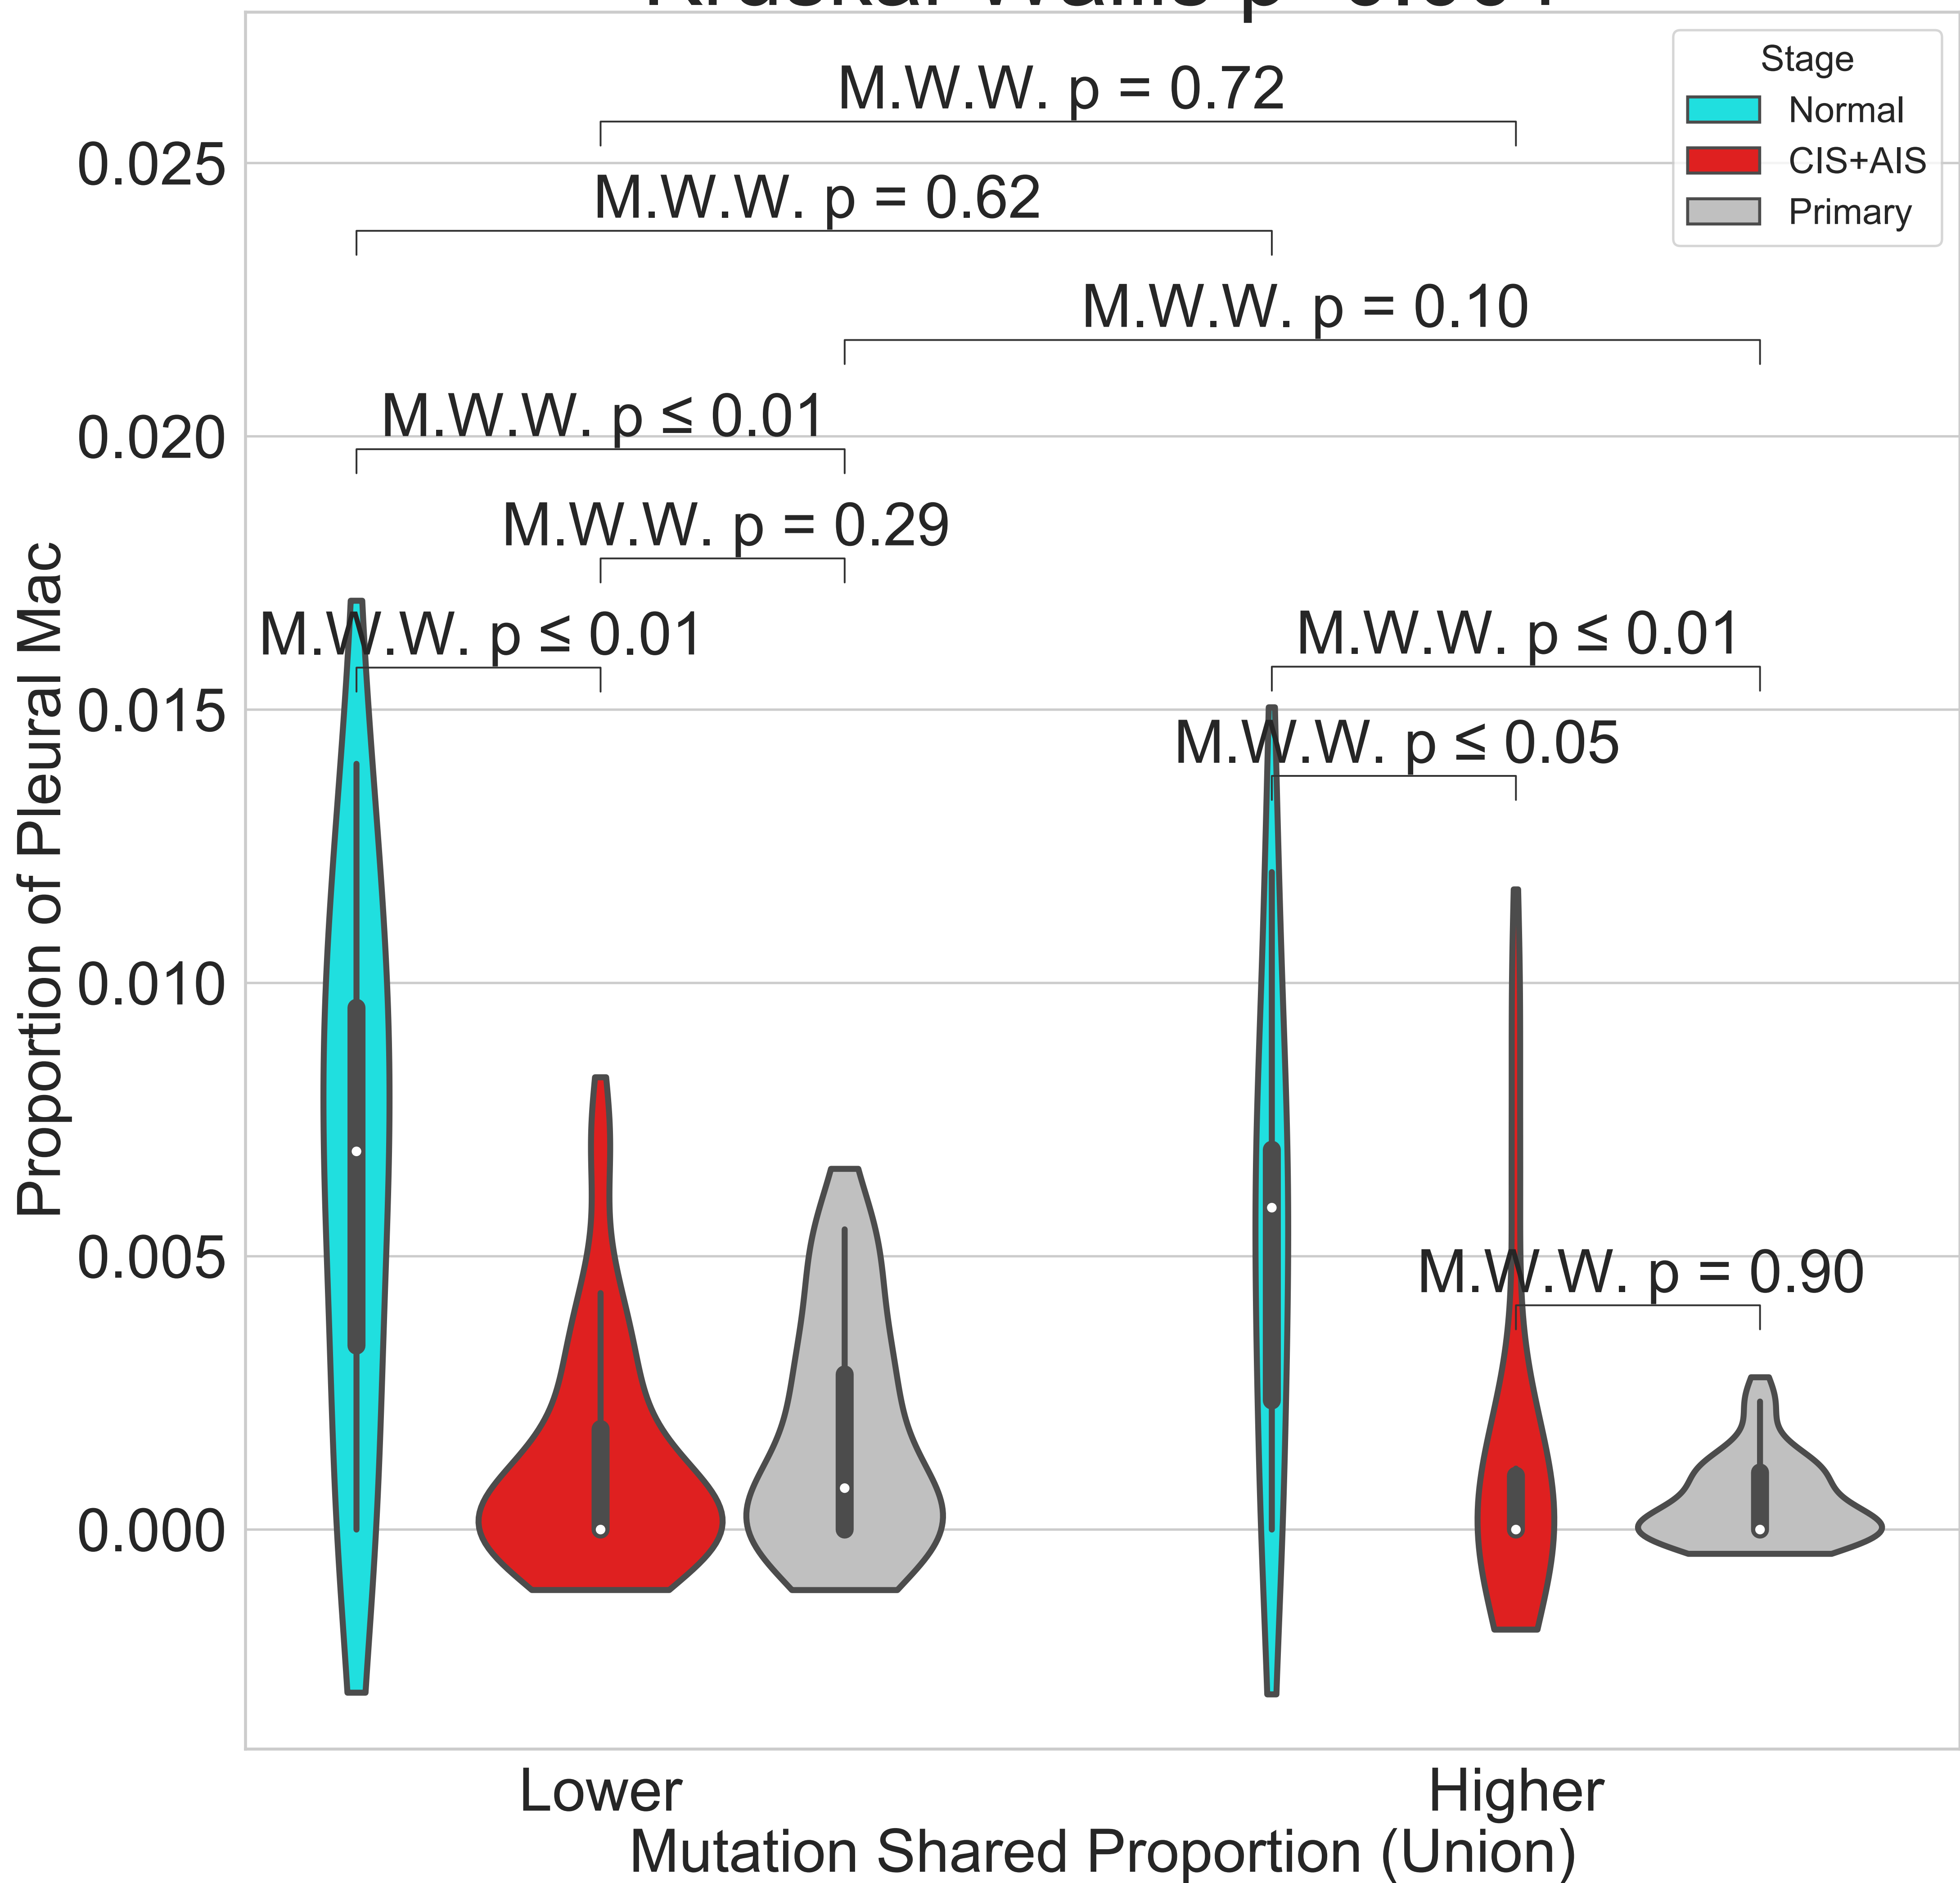 M.W.W. p = 0.72
Stage
Normal
CIS+AIS
Primary
M.W.W. p = 0.62
M.W.W. p = 0.10
M.W.W. p ≤ 0.01
M.W.W. p = 0.29
M.W.W. p ≤ 0.01
M.W.W. p ≤ 0.01
M.W.W. p ≤ 0.05
M.W.W. p = 0.90
0.025
0.020
0.015
0.010
0.005
0.000
Proportion of Pleural Mac
Lower
Higher
Mutation Shared Proportion (Union)